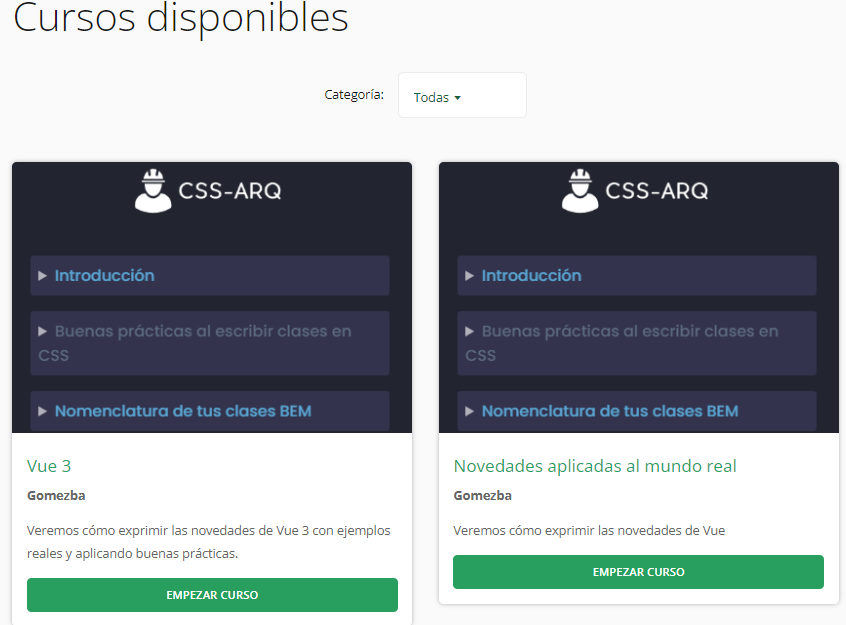 Cursos disponibles
Categoría:
Todas
CSS-ARQ
Introducción
Buenas prácticas al escribir clases en
CSS
Nomenclatura de tus clases BEM
Vue 3
Gomezba
Veremos cómo exprimir las novedades de Vue 3 con ejemplos
reales y aplicando buenas prácticas.
EMPEZAR CURSO
CSS-ARQ
Introducción
Buenas prácticas al escribir clases en
CSS
Nomenclatura de tus clases BEM
Novedades aplicadas al mundo real
Gomezba
Veremos cómo exprimir las novedades de Vue
EMPEZAR CURSO